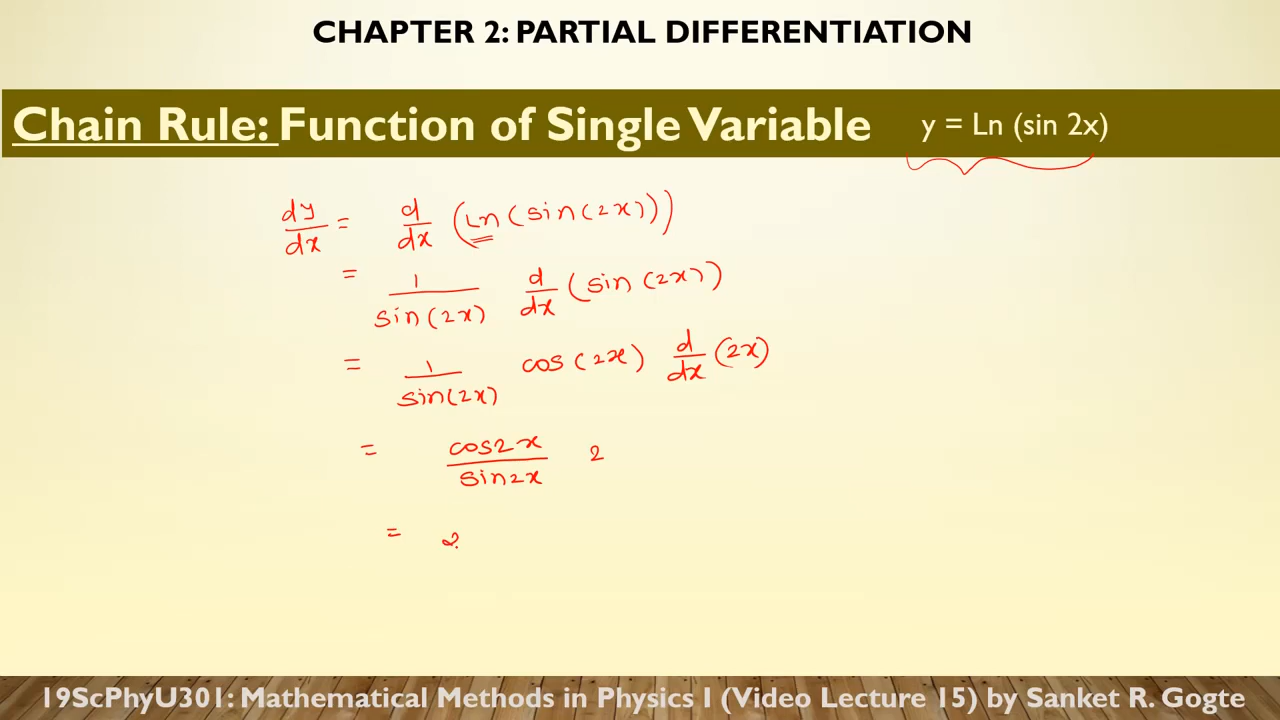 CHAPTER 2: PARTIAL DIFFERENTIATION
Chain Rule: Function of Single Variable y = Ln (sin 2x)
dy/dx = d/dx (Ln(sin(2x)))
= 1/sin(2x) d/dx (sin(2x))
= 1/sin(2x) cos(2x) d/dx (2x)
= cos2x/sin2x 2
= 2
19ScPhyU301: Mathematical Methods in Physics I (Video Lecture 15) by Sanket R. Gogte